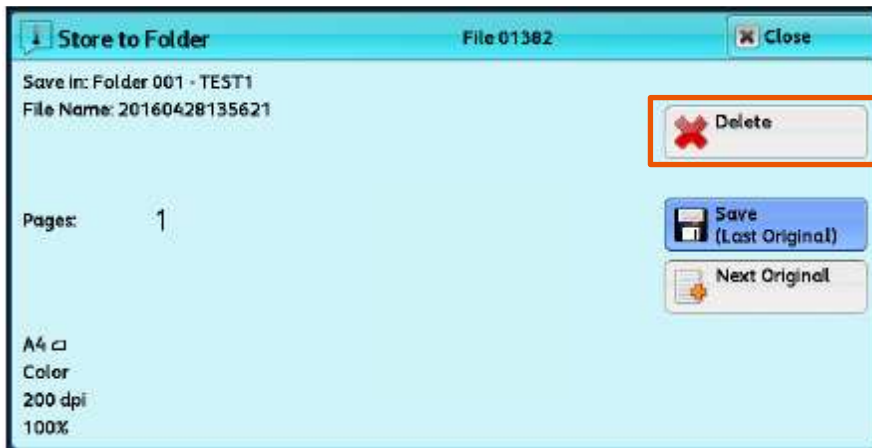 Store to Folder
File 01382
Close
Save in: Folder 001 - TEST1
File Name: 20160428135621
Delete
Pages: 1
Save
(Last Original)
Next Original
A4
Color
200 dpi
100%